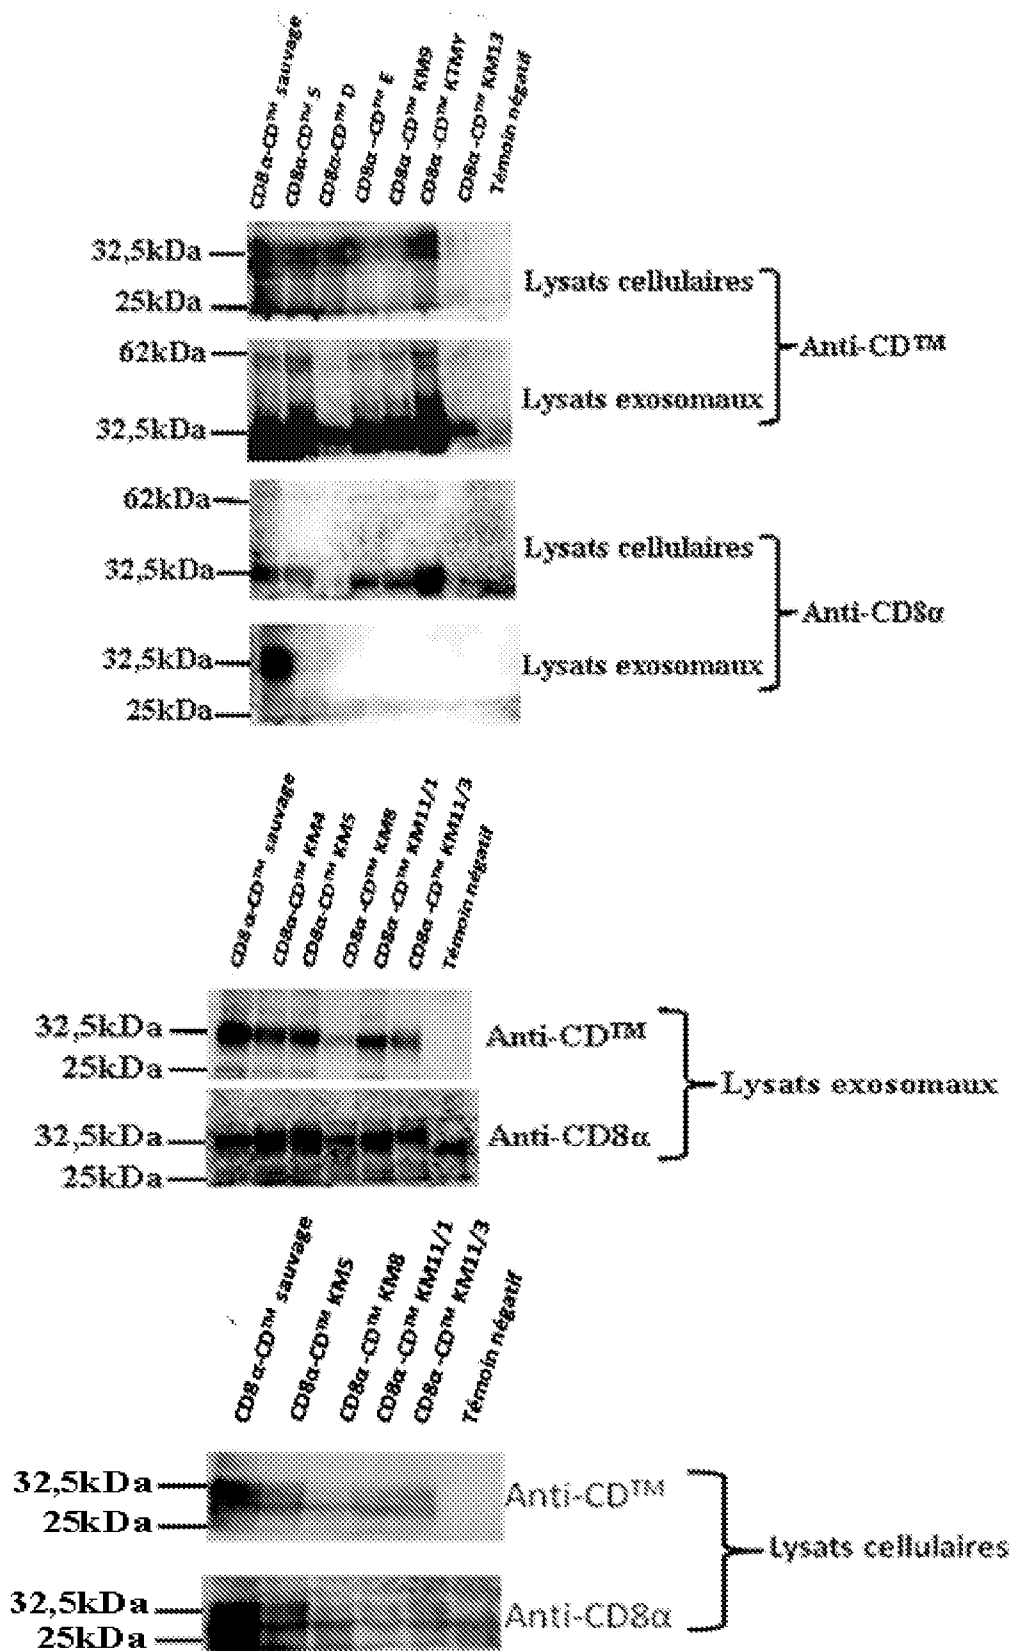 CD8 α-CD™ sauvage
CD8α-CD™ S
CD8α-CD™ D
CD8α -CD™ E
CD8α -CD™ KM9
CD8α -CD™ KTMY
CD8α -CD™ KM13
Témoin négatif
32,5kDa
25kDa
Lysats cellulaires
62kDa
32,5kDa
Lysats exosomaux
Anti-CD™
62kDa
32,5kDa
Lysats cellulaires
32,5kDa
25kDa
Lysats exosomaux
Anti-CD8α
CD8 α-CD™ sauvage
CD8α-CD™ KM4
CD8α-CD™ KM5
CD8α -CD™ KM8
CD8α -CD™ KM11/1
CD8α -CD™ KM11/3
Témoin négatif
32,5kDa
25kDa
Anti-CD™
32,5kDa
25kDa
Anti-CD8α
Lysats exosomaux
CD8 α-CD™ sauvage
CD8α-CD™ KM5
CD8α -CD™ KM8
CD8α -CD™ KM11/1
CD8α -CD™ KM11/3
Témoin négatif
32,5kDa
25kDa
Anti-CD™
32,5kDa
25kDa
Anti-CD8α
Lysats cellulaires